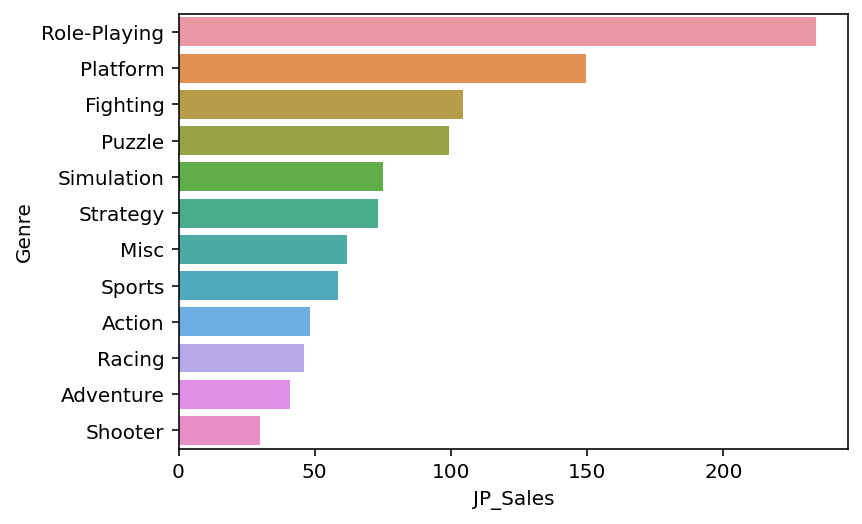 Role-Playing
Platform
Fighting
Puzzle
Simulation
Strategy
Misc
Sports
Action
Racing
Adventure
Shooter
Genre
0 50 100 150 200
JP_Sales